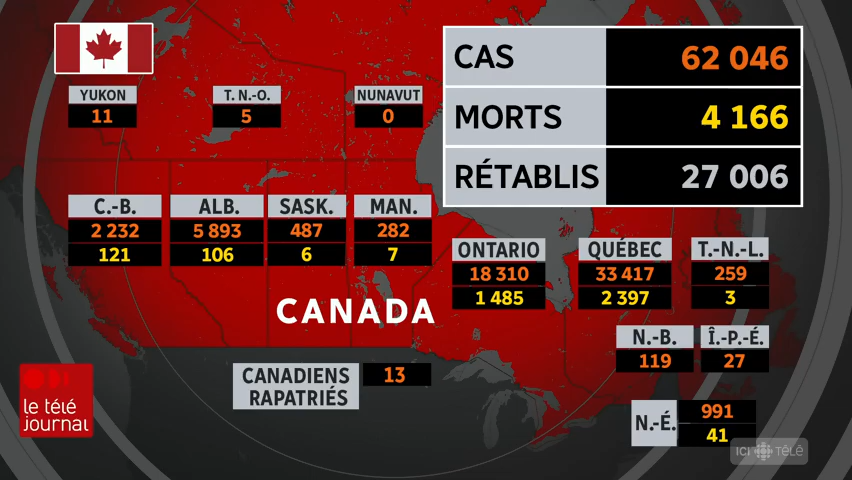 CAS 62 046
MORTS 4 166
RÉTABLIS 27 006
YUKON
11
T. N.-O.
5
NUNAVUT
0
C.-B.
2 232
121
ALB.
5 893
106
SASK.
487
6
MAN.
282
7
ONTARIO
18 310
1 485
QUÉBEC
33 417
2 397
T.-N.-L.
259
3
CANADA
N.-B.
119
Î.-P.-É.
27
CANADIENS
RAPATRIÉS
13
N.-É.
991
41
le télé
journal
ICI TÉLÉ